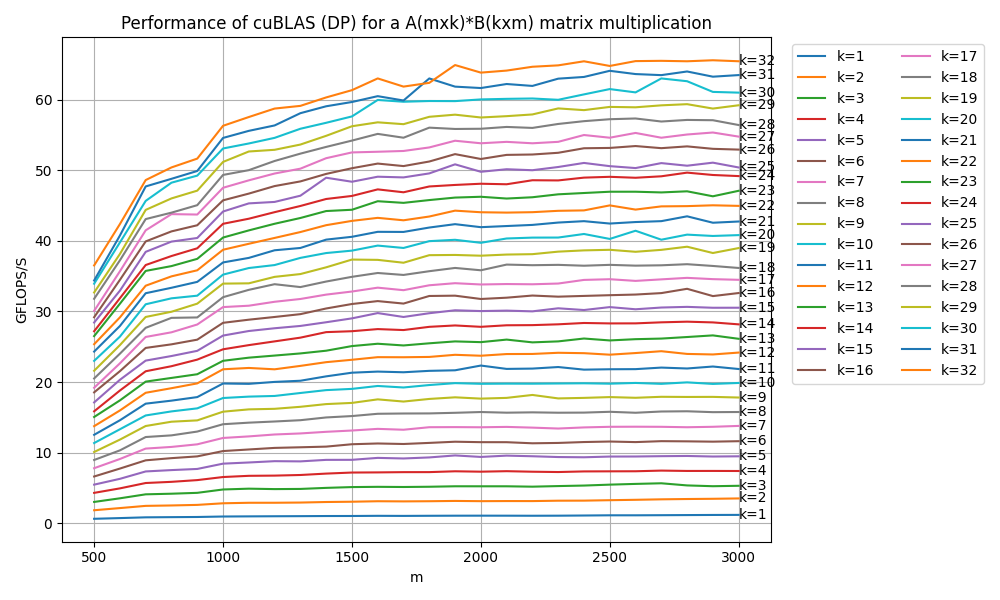 Performance of cuBLAS (DP) for a A(mxk)*B(kxm) matrix multiplication
GFLOPS/S
60
50
40
30
20
10
0
500
1000
1500
2000
2500
3000
m
k=32
k=31
k=30
k=29
k=28
k=27
k=26
k=25
k=24
k=23
k=22
k=21
k=20
k=19
k=18
k=17
k=16
k=15
k=14
k=13
k=12
k=11
k=10
k=9
k=8
k=7
k=6
k=5
k=4
k=3
k=2
k=1
k=1
k=2
k=3
k=4
k=5
k=6
k=7
k=8
k=9
k=10
k=11
k=12
k=13
k=14
k=15
k=16
k=17
k=18
k=19
k=20
k=21
k=22
k=23
k=24
k=25
k=26
k=27
k=28
k=29
k=30
k=31
k=32